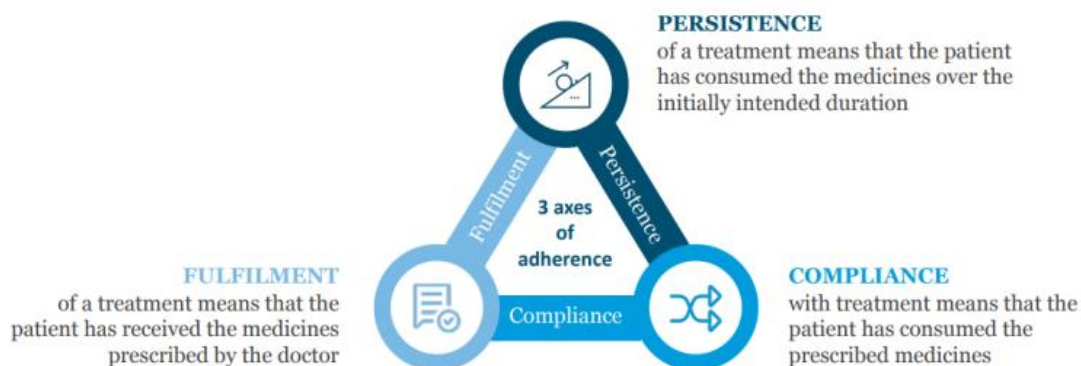 PERSISTENCE
of a treatment means that the patient
has consumed the medicines over the
initially intended duration
Fulfilment
Persistence
3 axes
of
adherence
Compliance
FULFILMENT
of a treatment means that the
patient has received the medicines
prescribed by the doctor
COMPLIANCE
with treatment means that the
patient has consumed the
prescribed medicines